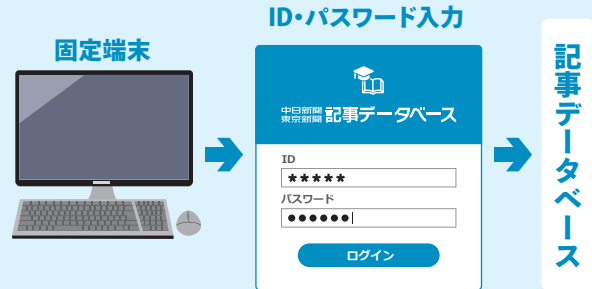 固定端末
ID・パスワード入力
中日新聞
東京新聞
記事データベース
ID
*****
パスワード
●●●●●●
ログイン
記事データベース